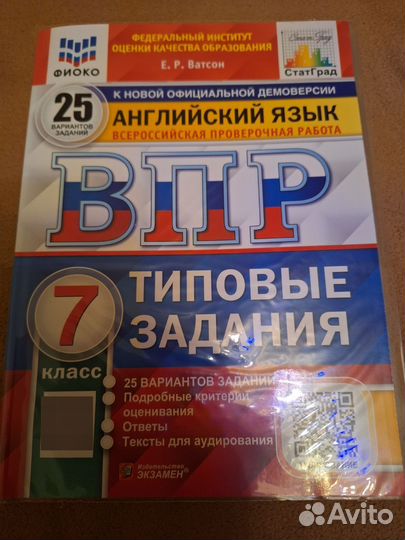 ФИОКО
ФЕДЕРАЛЬНЫЙ ИНСТИТУТ
ОЦЕНКИ КАЧЕСТВА ОБРАЗОВАНИЯ
Е. Р. Ватсон
СтатГрад
25
ВАРИАНТОВ
ЗАДАНИЙ
К НОВОЙ ОФИЦИАЛЬНОЙ ДЕМОВЕРСИИ
АНГЛИЙСКИЙ ЯЗЫК
ВСЕРОССИЙСКАЯ ПРОВЕРОЧНАЯ РАБОТА
ВПР
7
КЛАСС
ТИПОВЫЕ
ЗАДАНИЯ
25 ВАРИАНТОВ ЗАДАНИЙ
Подробные критерии
оценивания
Ответы
Тексты для аудирования
Издательство
ЭКЗАМЕН
Avito